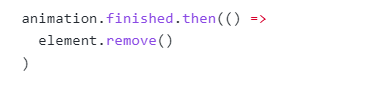 animation.finished.then(() =>
  element.remove()
)